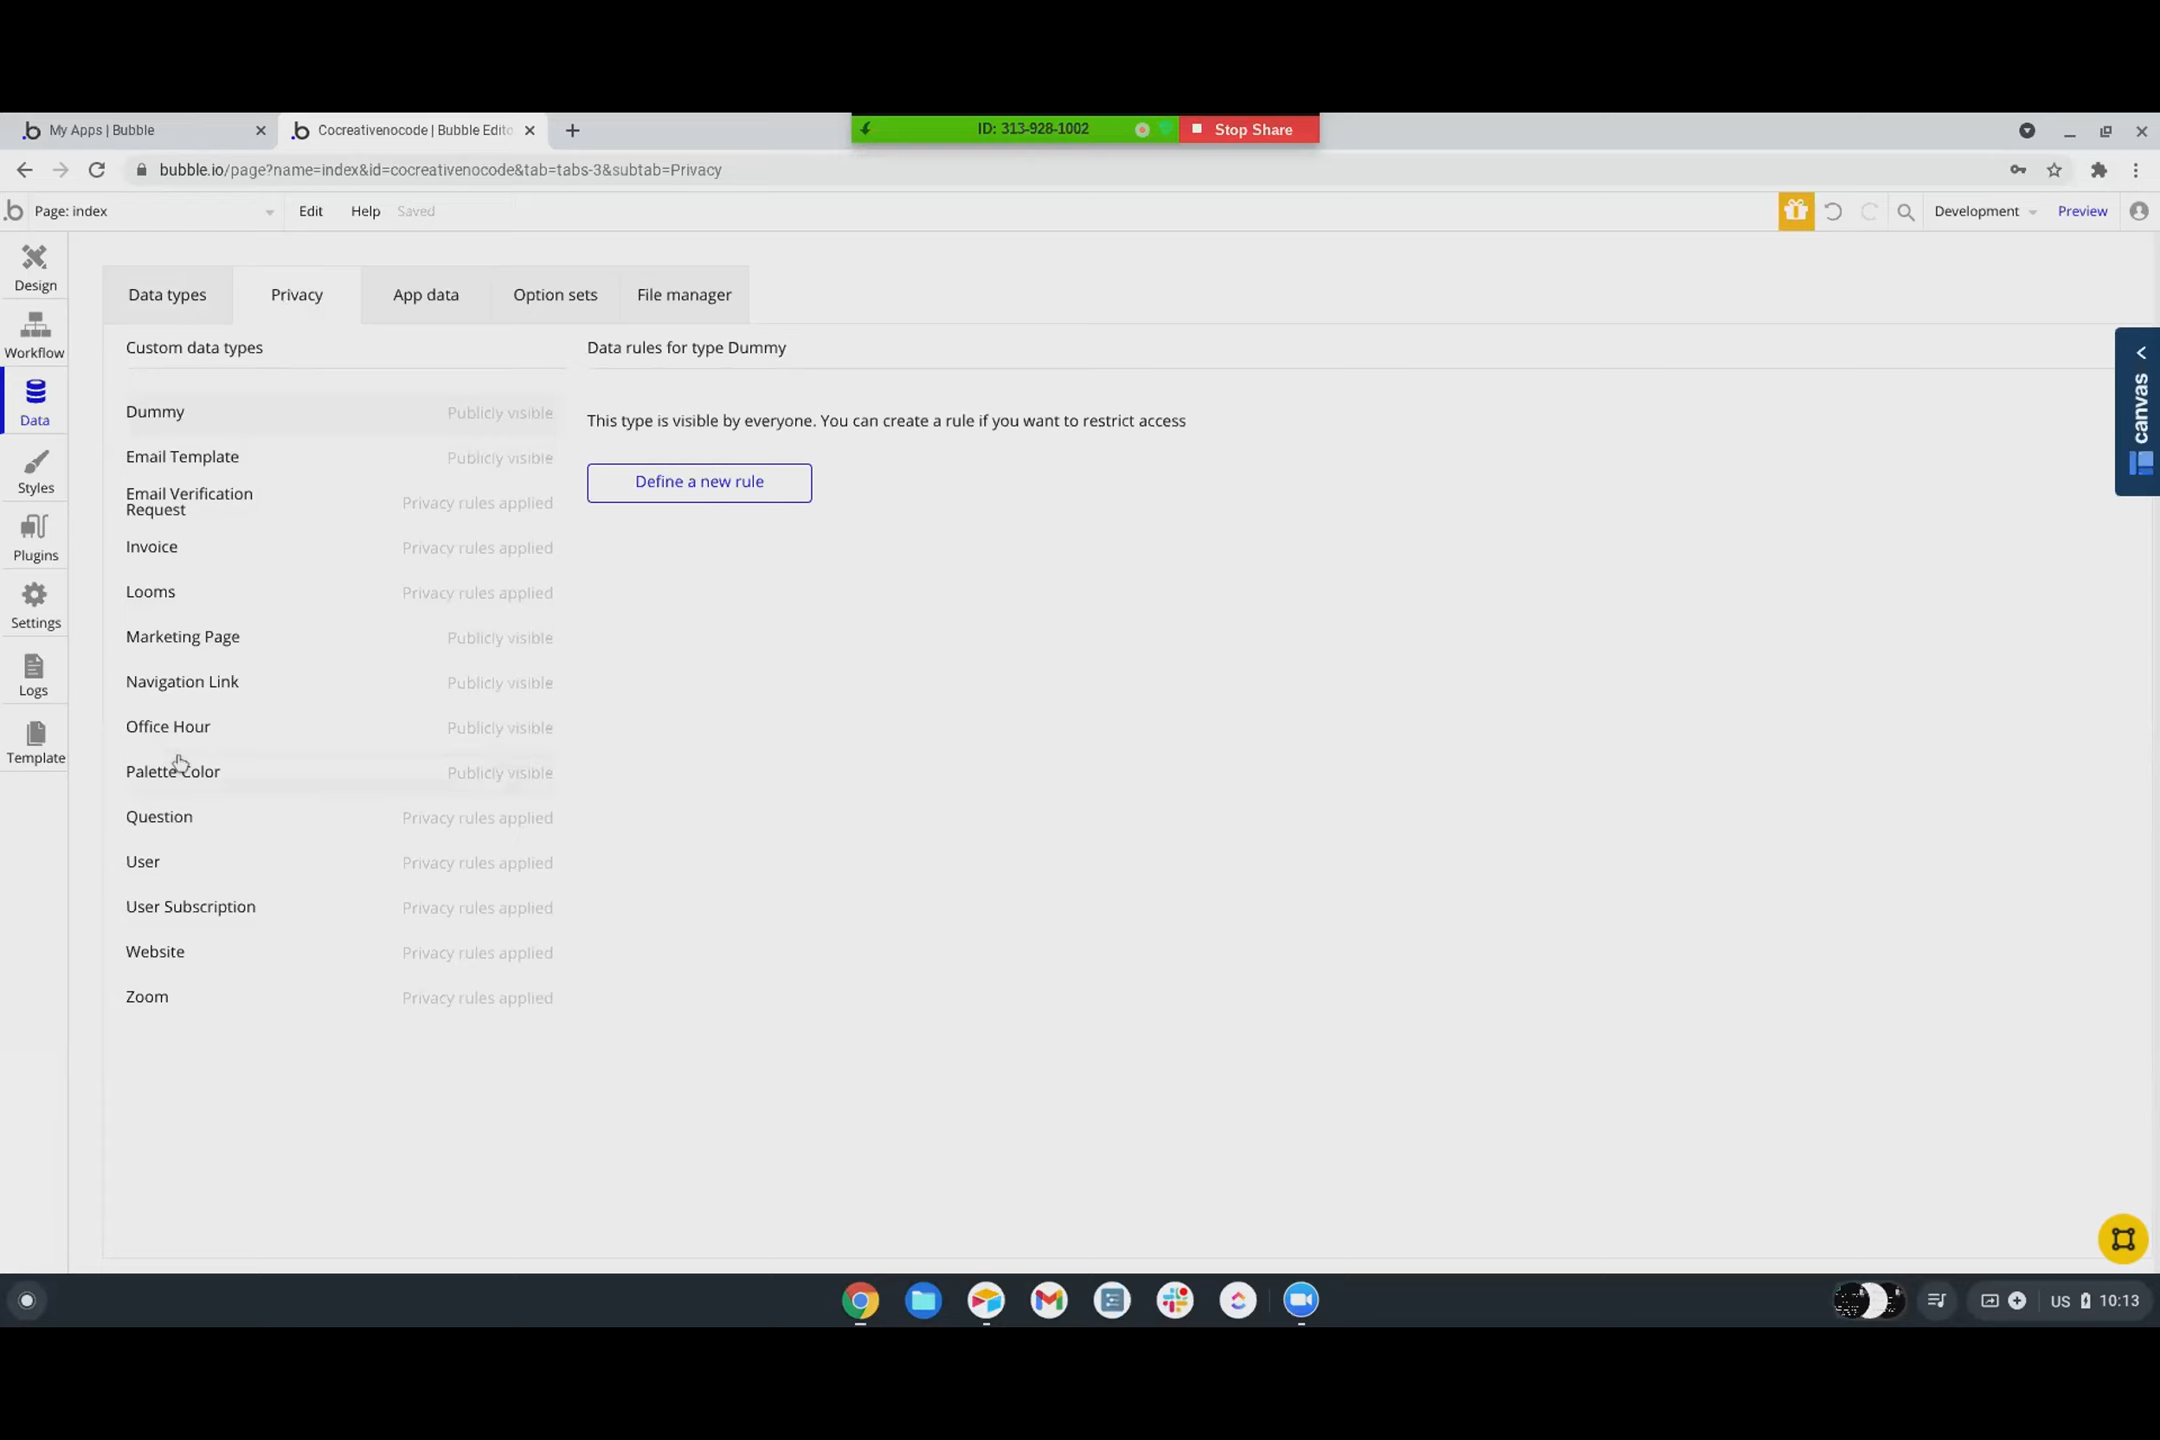 My Apps | Bubble
Cocreativenocode | Bubble Edito
ID: 313-928-1002
Stop Share
bubble.io/page?name=index&id=cocreativenocode&tab=tabs-3&subtab=Privacy
Page: index
Edit
Help
Saved
Development
Preview
Design
Workflow
Data
Styles
Plugins
Settings
Logs
Template
Data types
Privacy
App data
Option sets
File manager
Custom data types
Dummy Publicly visible
Email Template Publicly visible
Email Verification
Request Privacy rules applied
Invoice Privacy rules applied
Looms Privacy rules applied
Marketing Page Publicly visible
Navigation Link Publicly visible
Office Hour Publicly visible
Palette Color Publicly visible
Question Privacy rules applied
User Privacy rules applied
User Subscription Privacy rules applied
Website Privacy rules applied
Zoom Privacy rules applied
Data rules for type Dummy
This type is visible by everyone. You can create a rule if you want to restrict access
Define a new rule
canvas
US
10:13